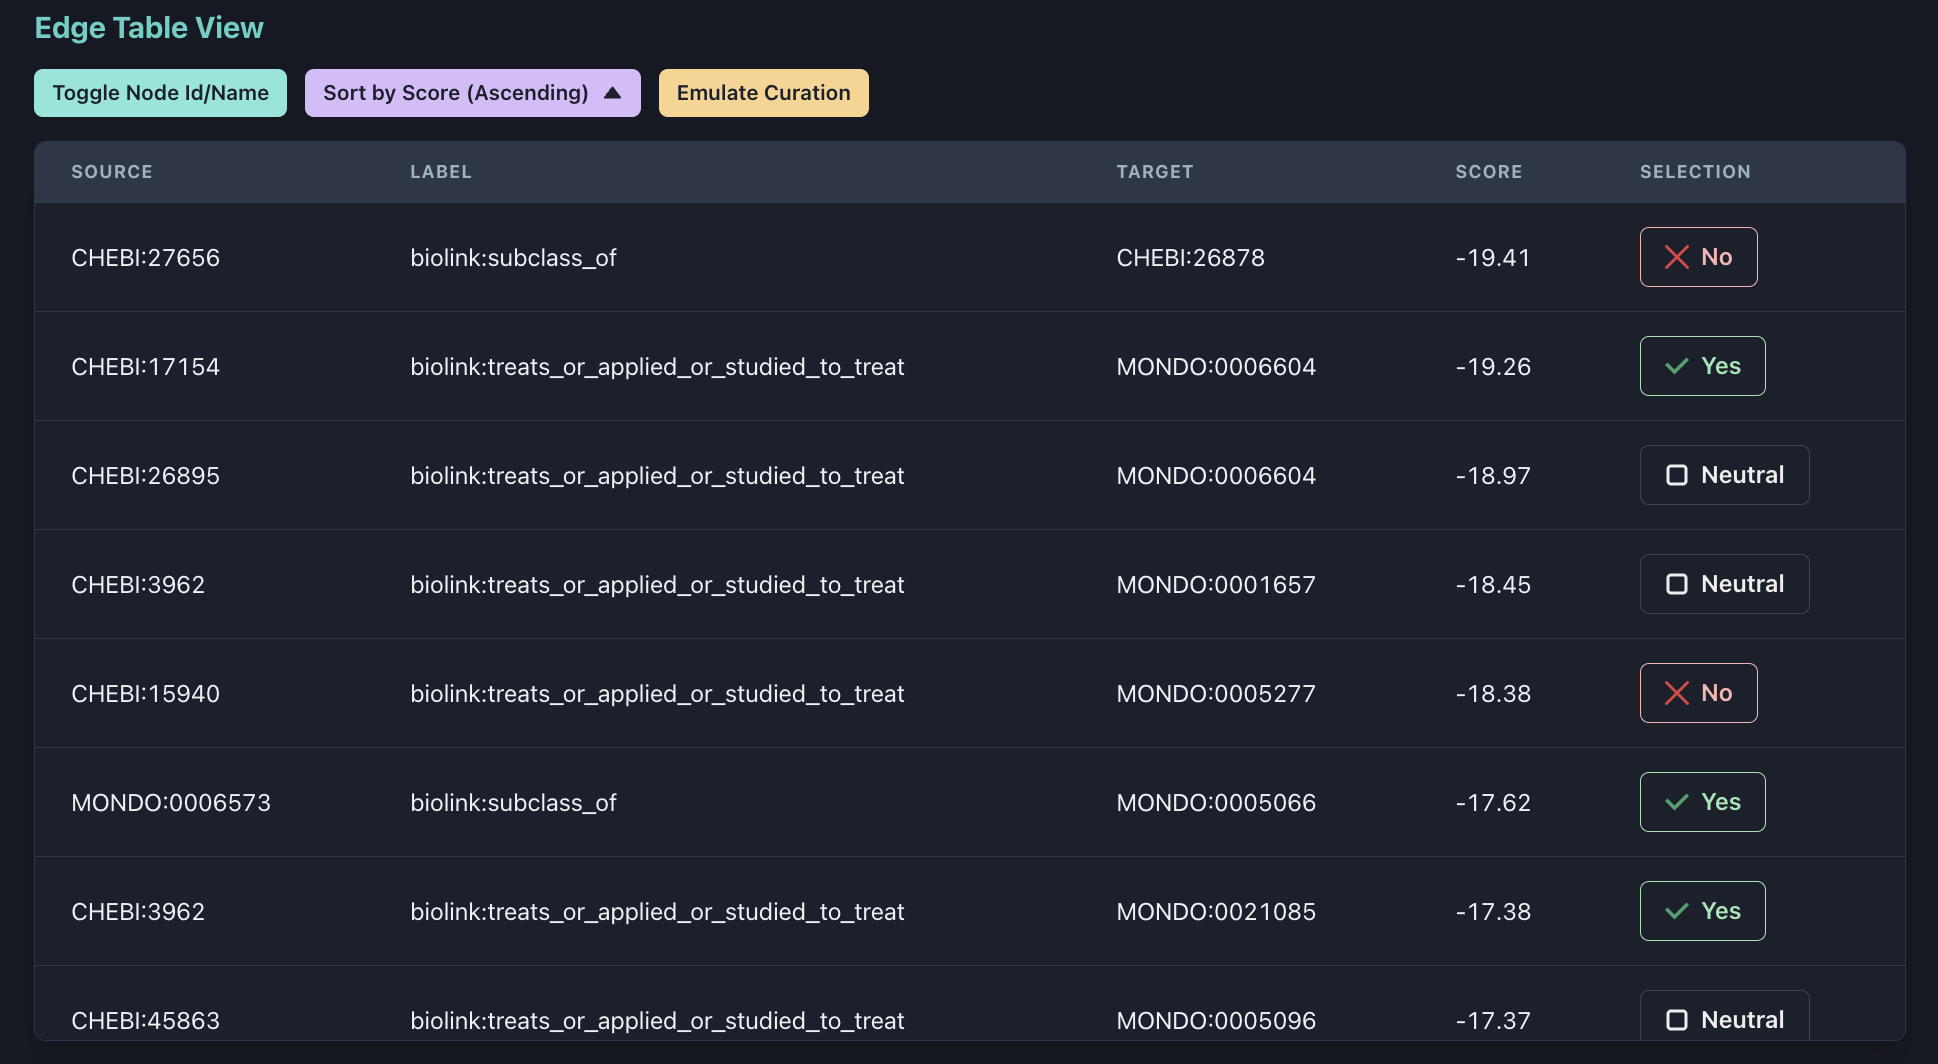 Edge Table View
Toggle Node Id/Name Sort by Score (Ascending) ▲ Emulate Curation
SOURCE LABEL TARGET SCORE SELECTION
CHEBI:27656 biolink:subclass_of CHEBI:26878 -19.41 No
CHEBI:17154 biolink:treats_or_applied_or_studied_to_treat MONDO:0006604 -19.26 Yes
CHEBI:26895 biolink:treats_or_applied_or_studied_to_treat MONDO:0006604 -18.97 Neutral
CHEBI:3962 biolink:treats_or_applied_or_studied_to_treat MONDO:0001657 -18.45 Neutral
CHEBI:15940 biolink:treats_or_applied_or_studied_to_treat MONDO:0005277 -18.38 No
MONDO:0006573 biolink:subclass_of MONDO:0005066 -17.62 Yes
CHEBI:3962 biolink:treats_or_applied_or_studied_to_treat MONDO:0021085 -17.38 Yes
CHEBI:45863 biolink:treats_or_applied_or_studied_to_treat MONDO:0005096 -17.37 Neutral